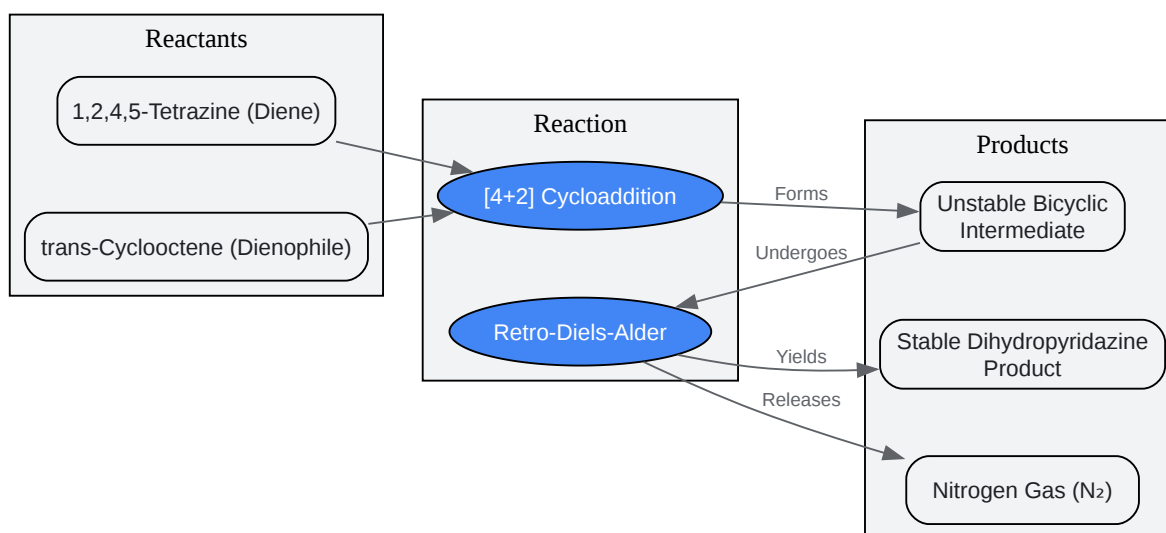 Reactants
1,2,4,5-Tetrazine (Diene)
trans-Cyclooctene (Dienophile)
Reaction
[4+2] Cycloaddition
Retro-Diels-Alder
Forms
Undergoes
Yields
Releases
Products
Unstable Bicyclic
Intermediate
Stable Dihydropyridazine
Product
Nitrogen Gas (N₂)